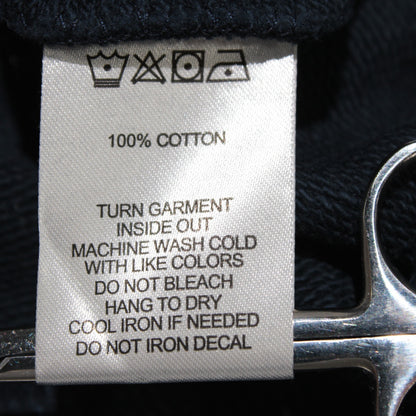 100% COTTON
TURN GARMENT
INSIDE OUT
MACHINE WASH COLD
WITH LIKE COLORS
DO NOT BLEACH
HANG TO DRY
COOL IRON IF NEEDED
DO NOT IRON DECAL